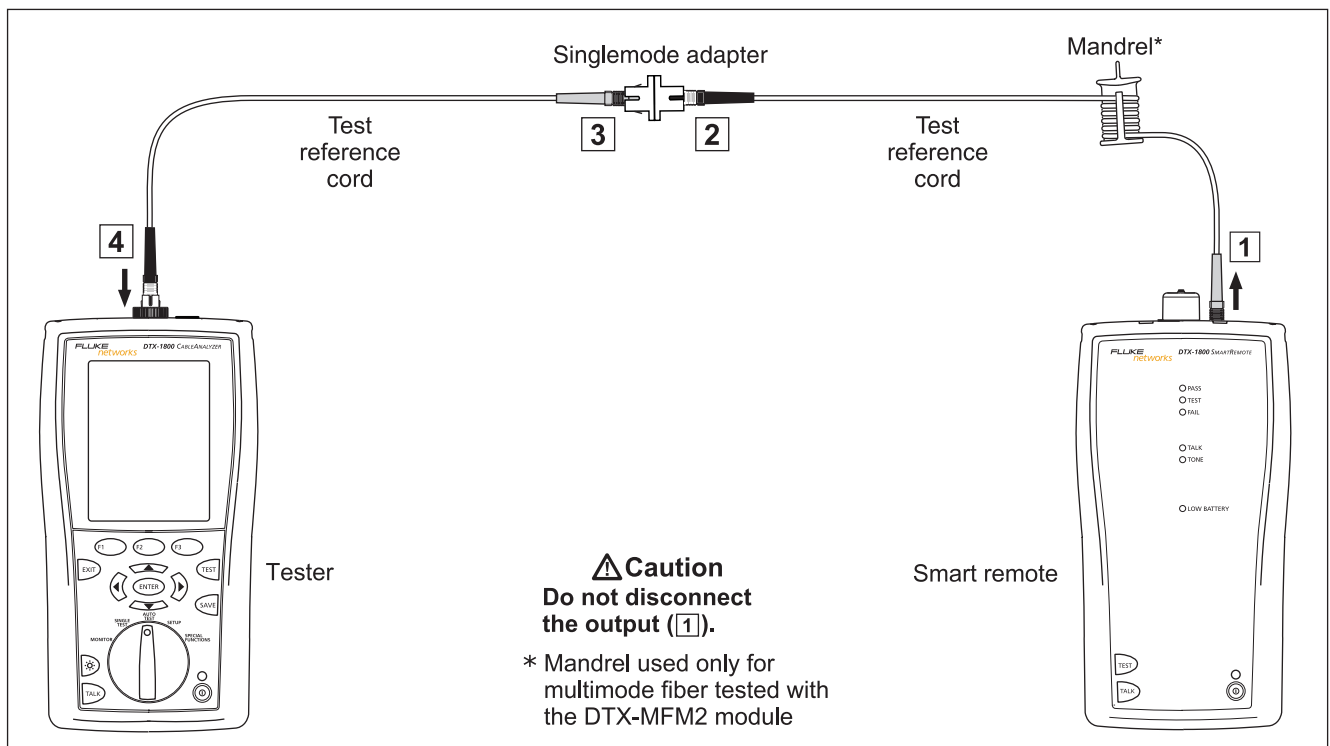 Singlemode adapter
Mandrel*
3
2
Test
reference
cord
Test
reference
cord
4
1
FLUKE
networks
DTX-1800 CABLEANALYZER
FLUKE
networks
DTX-1800 SMARTREMOTE
PASS
TEST
FAIL
TALK
TONE
LOW BATTERY
F1
F2
F3
EXIT
TEST
ENTER
SAVE
MONITOR
SINGLE
TEST
AUTO
TEST
SETUP
SPECIAL
FUNCTIONS
TALK
Tester
⚠Caution
Do not disconnect
the output (1).
* Mandrel used only for
multimode fiber tested with
the DTX-MFM2 module
Smart remote
TEST
TALK